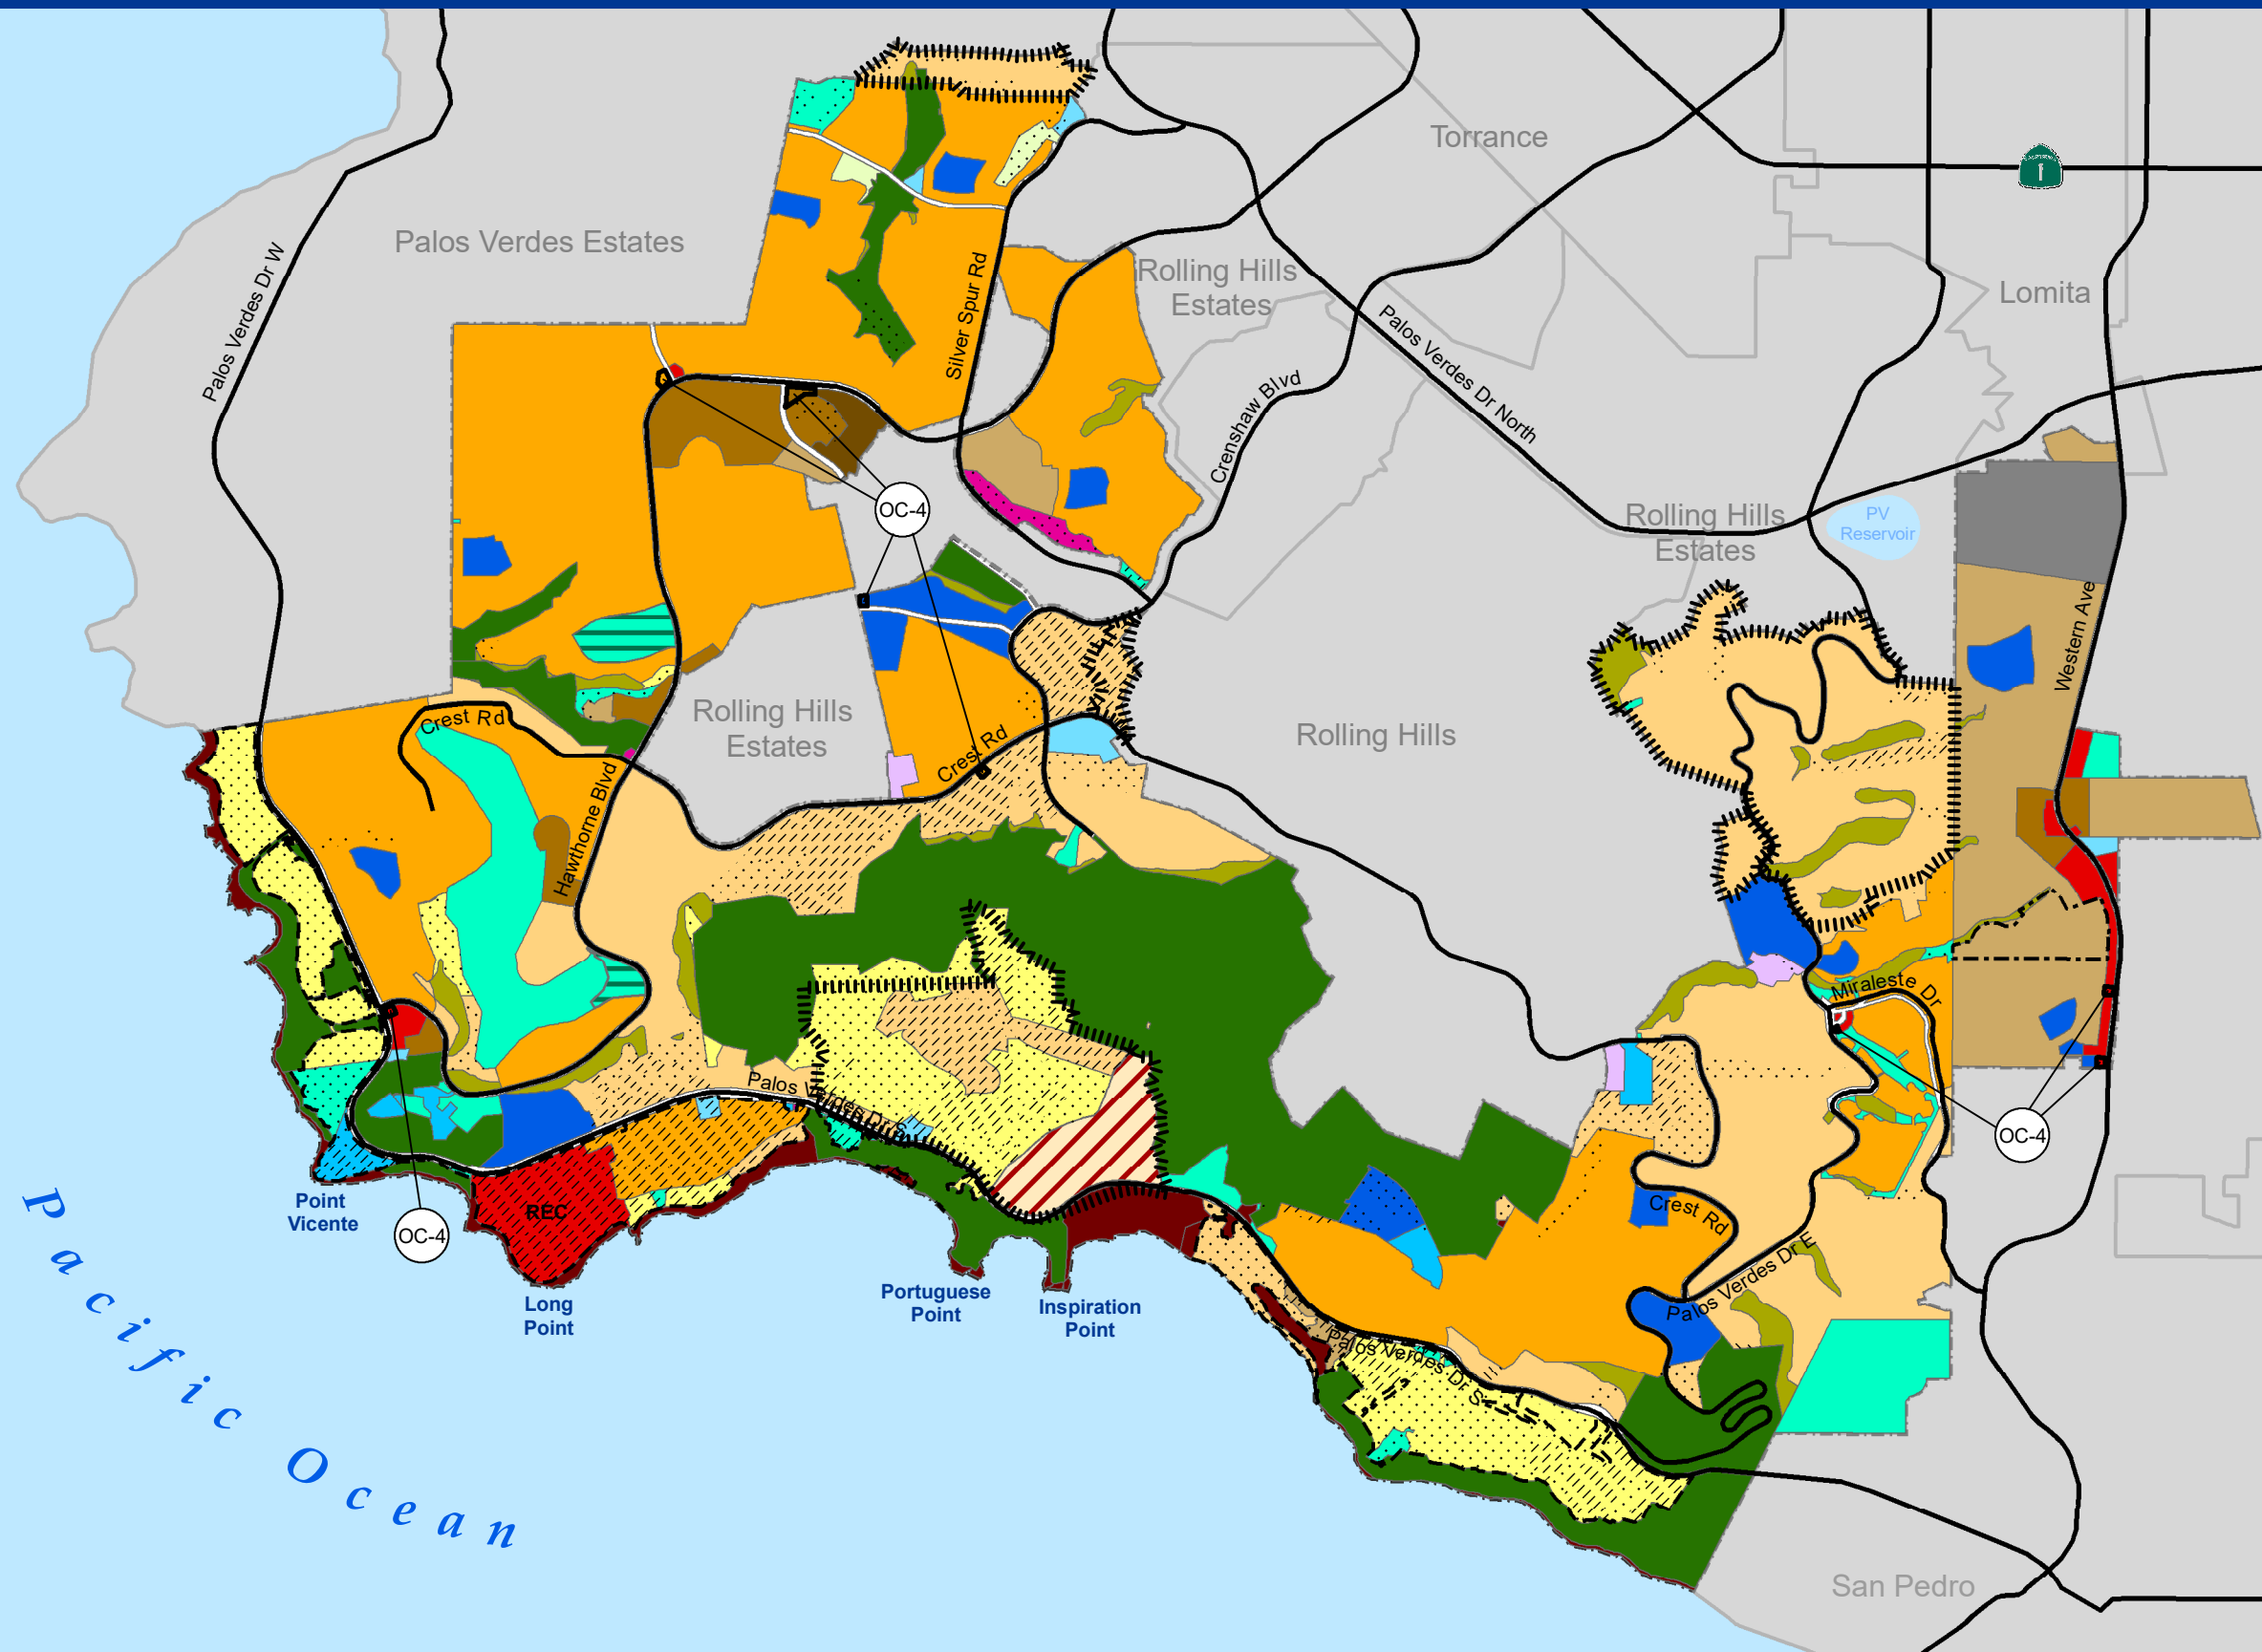 Torrance
1
Palos Verdes Estates
Palos Verdes Dr W
Silver Spur Rd
Rolling Hills
Estates
Lomita
Palos Verdes Dr North
Crenshaw Blvd
OC-4
Rolling Hills
Estates
PV
Reservoir
Western Ave
Crest Rd
Rolling Hills
Estates
Rolling Hills
Crest Rd
Hawthorne Blvd
Miraleste Dr
Palos Verdes Dr S
OC-4
Point
Vicente
REC
OC-4
Crest Rd
Palos Verdes Dr E
Portuguese
Point
Inspiration
Point
Long
Point
Palos Verdes Dr S
Pacific Ocean
San Pedro